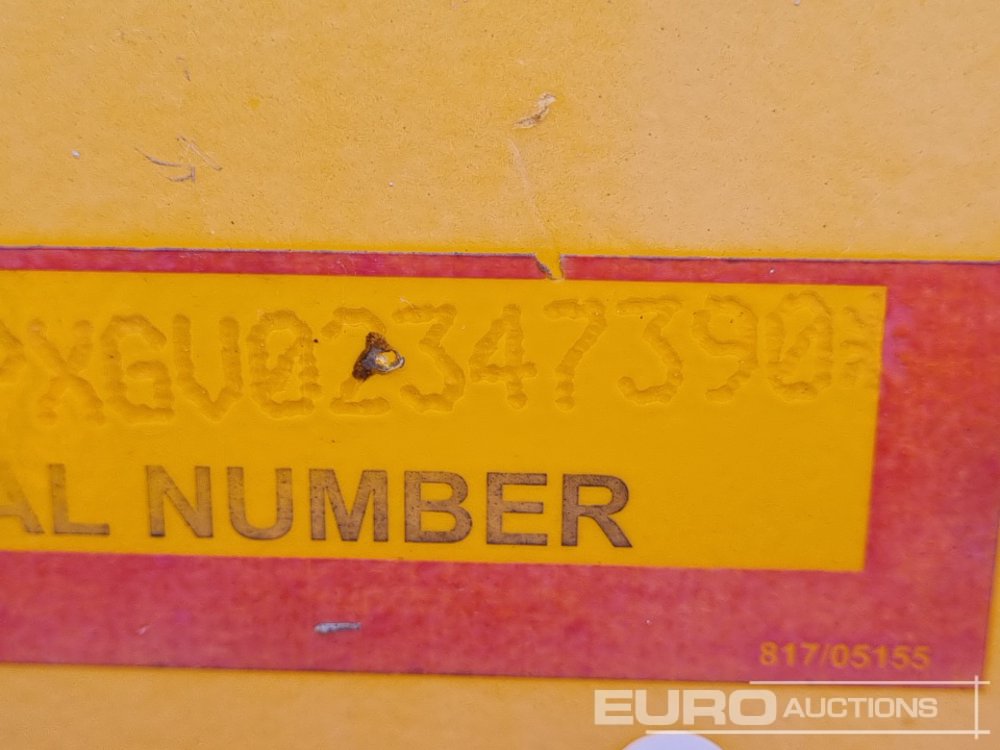 PXGV02347390*
AL NUMBER
817/05155
EURO AUCTIONS